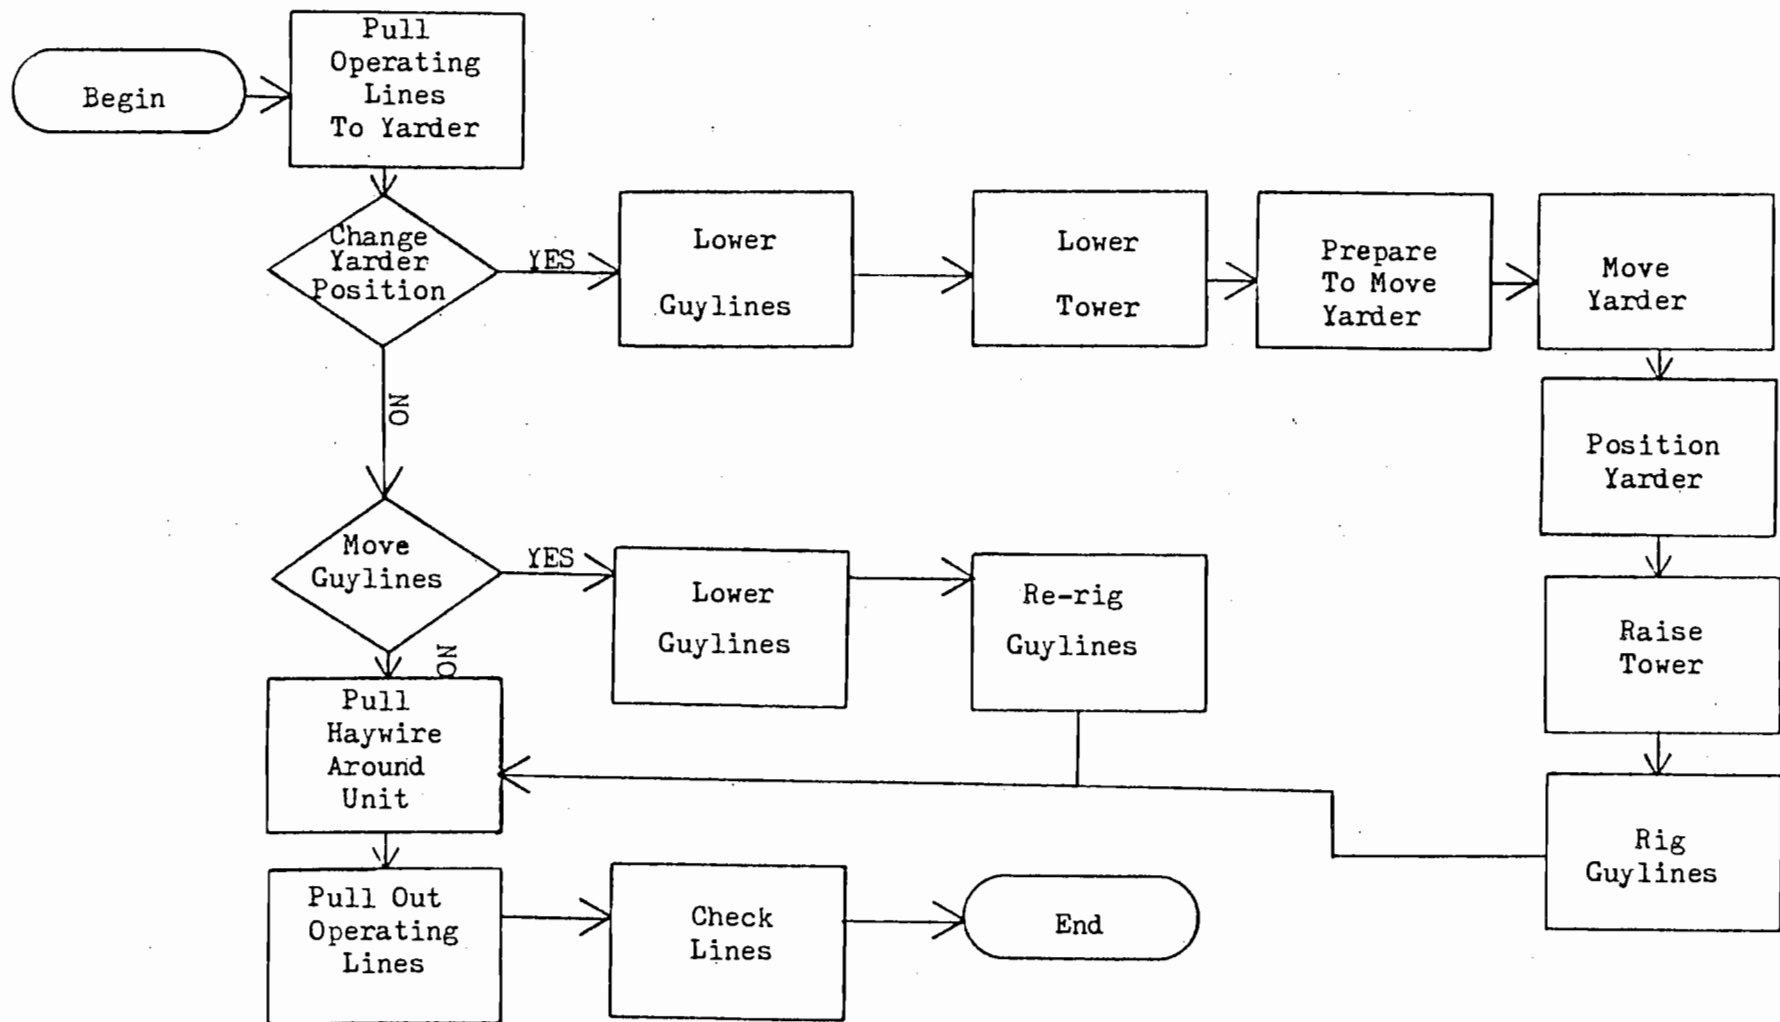 Begin
Pull
Operating
Lines
To Yarder
Change
Yarder
Position
YES
Lower
Guylines
Lower
Tower
Prepare
To Move
Yarder
Move
Yarder
NO
Position
Yarder
Move
Guylines
YES
Lower
Guylines
Re-rig
Guylines
Raise
Tower
NO
Pull
Haywire
Around
Unit
Rig
Guylines
Pull Out
Operating
Lines
Check
Lines
End